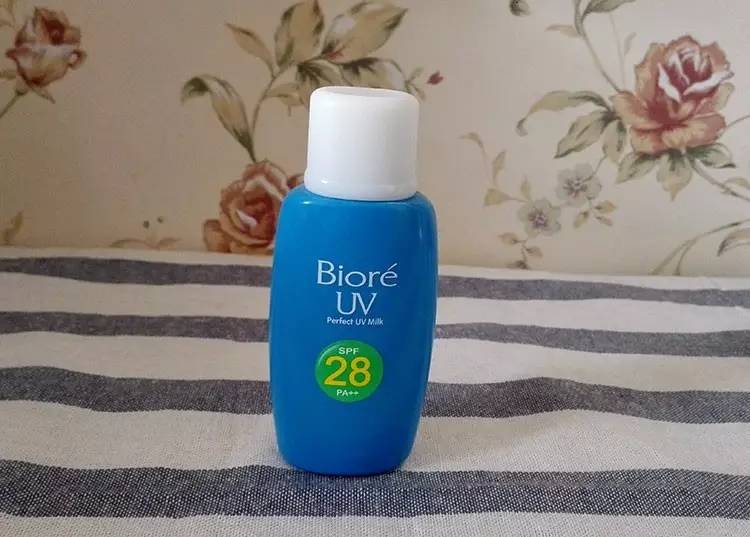 Bioré
UV
Perfect UV Milk
SPF
28
PA++